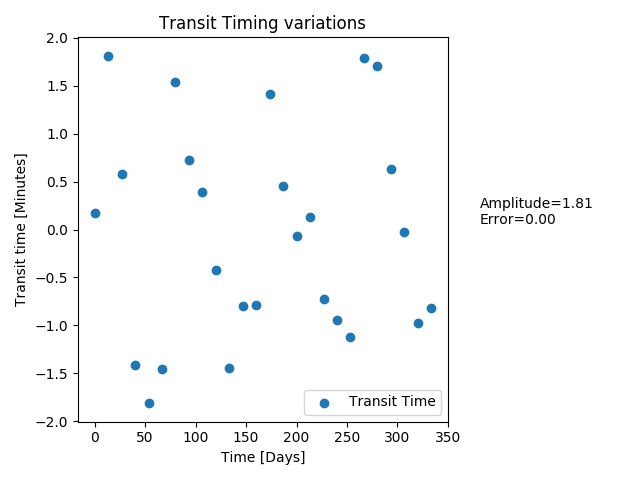 Transit Timing variations
Transit time [Minutes]
2.0
1.5
1.0
0.5
0.0
−0.5
−1.0
−1.5
−2.0
0
50
100
150
200
250
300
350
Time [Days]
Transit Time
Amplitude=1.81
Error=0.00